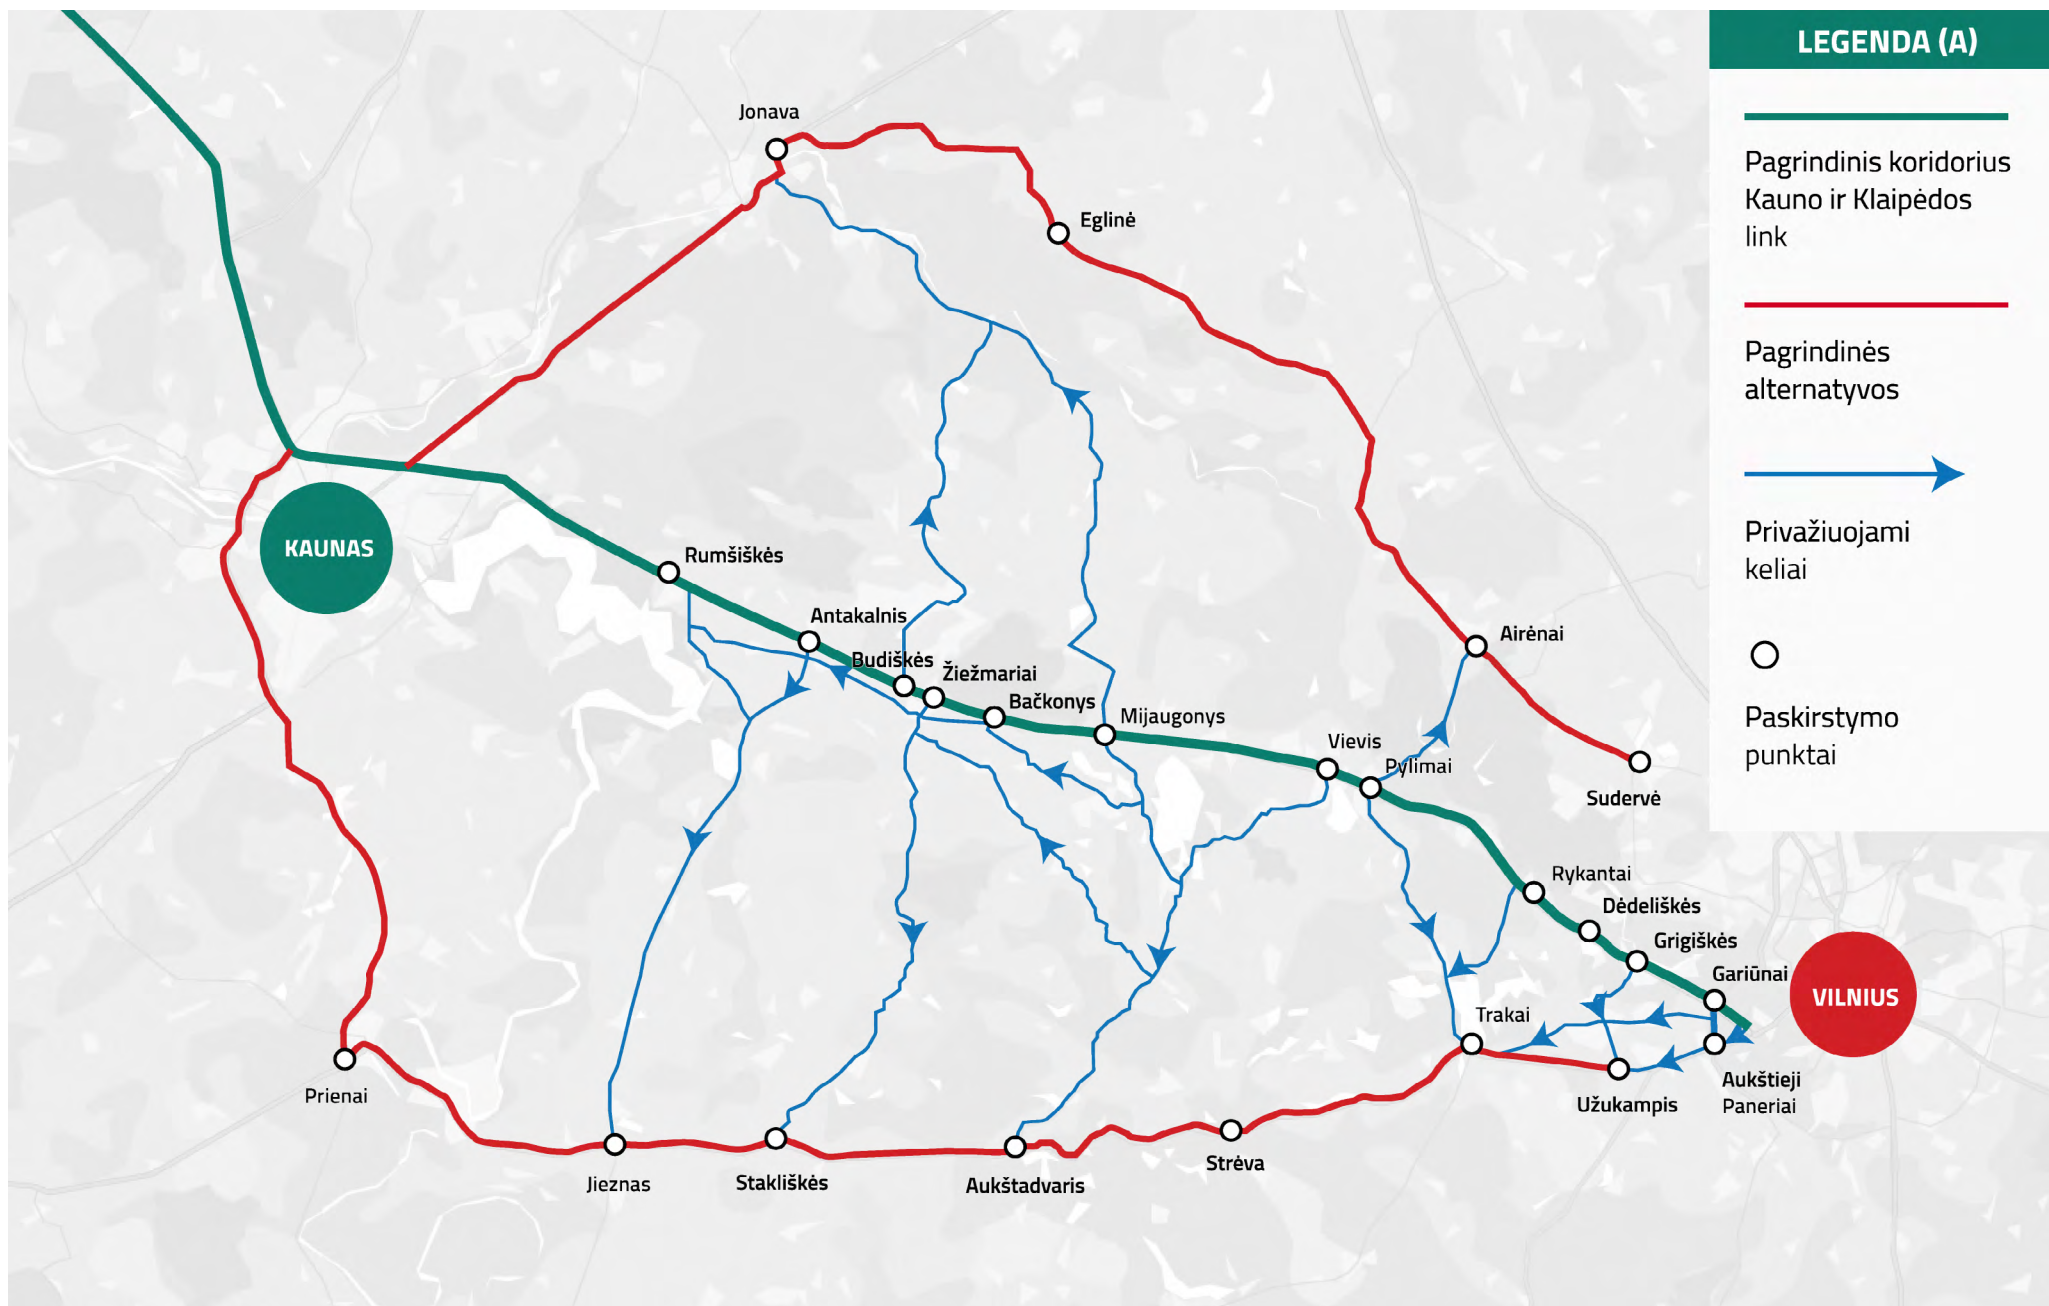 LEGENDA (A)
Pagrindinis koridorius
Kauno ir Klaipėdos
link
Pagrindinės
alternatyvos
Privažiuojami
keliai
Paskirstymo
punktai
Jonava
Eglinė
KAUNAS
Rumšiškės
Antakalnis
Budiškės
Žiežmariai
Bačkonys
Mijaugonys
Airėnai
Vievis
Pylimai
Sudervė
Rykantai
Dėdeliškės
Grigiškės
Gariūnai
VILNIUS
Trakai
Aukštieji
Paneriai
Užukampis
Prienai
Strėva
Jieznas
Stakliškės
Aukštadvaris